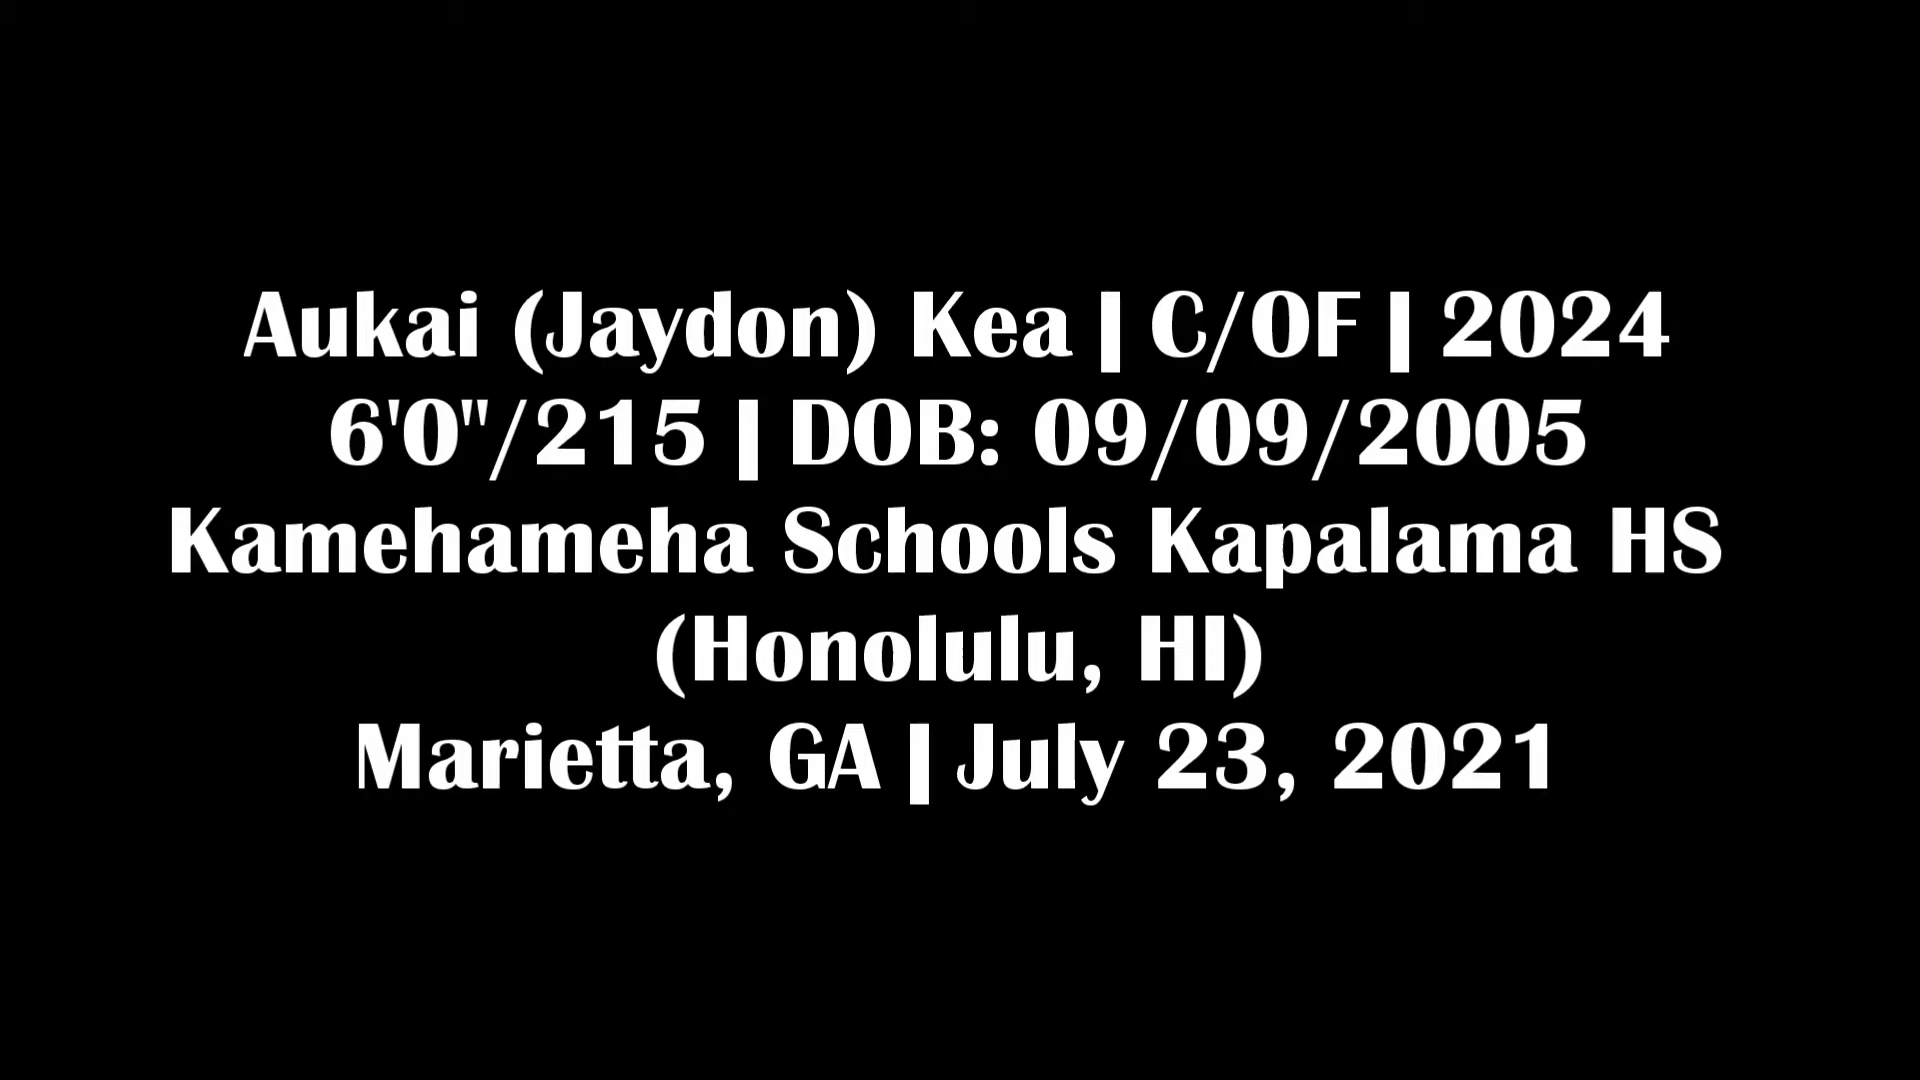 Aukai (Jaydon) Kea | C/OF | 2024
6'0"/215 | DOB: 09/09/2005
Kamehameha Schools Kapalama HS
(Honolulu, HI)
Marietta, GA | July 23, 2021